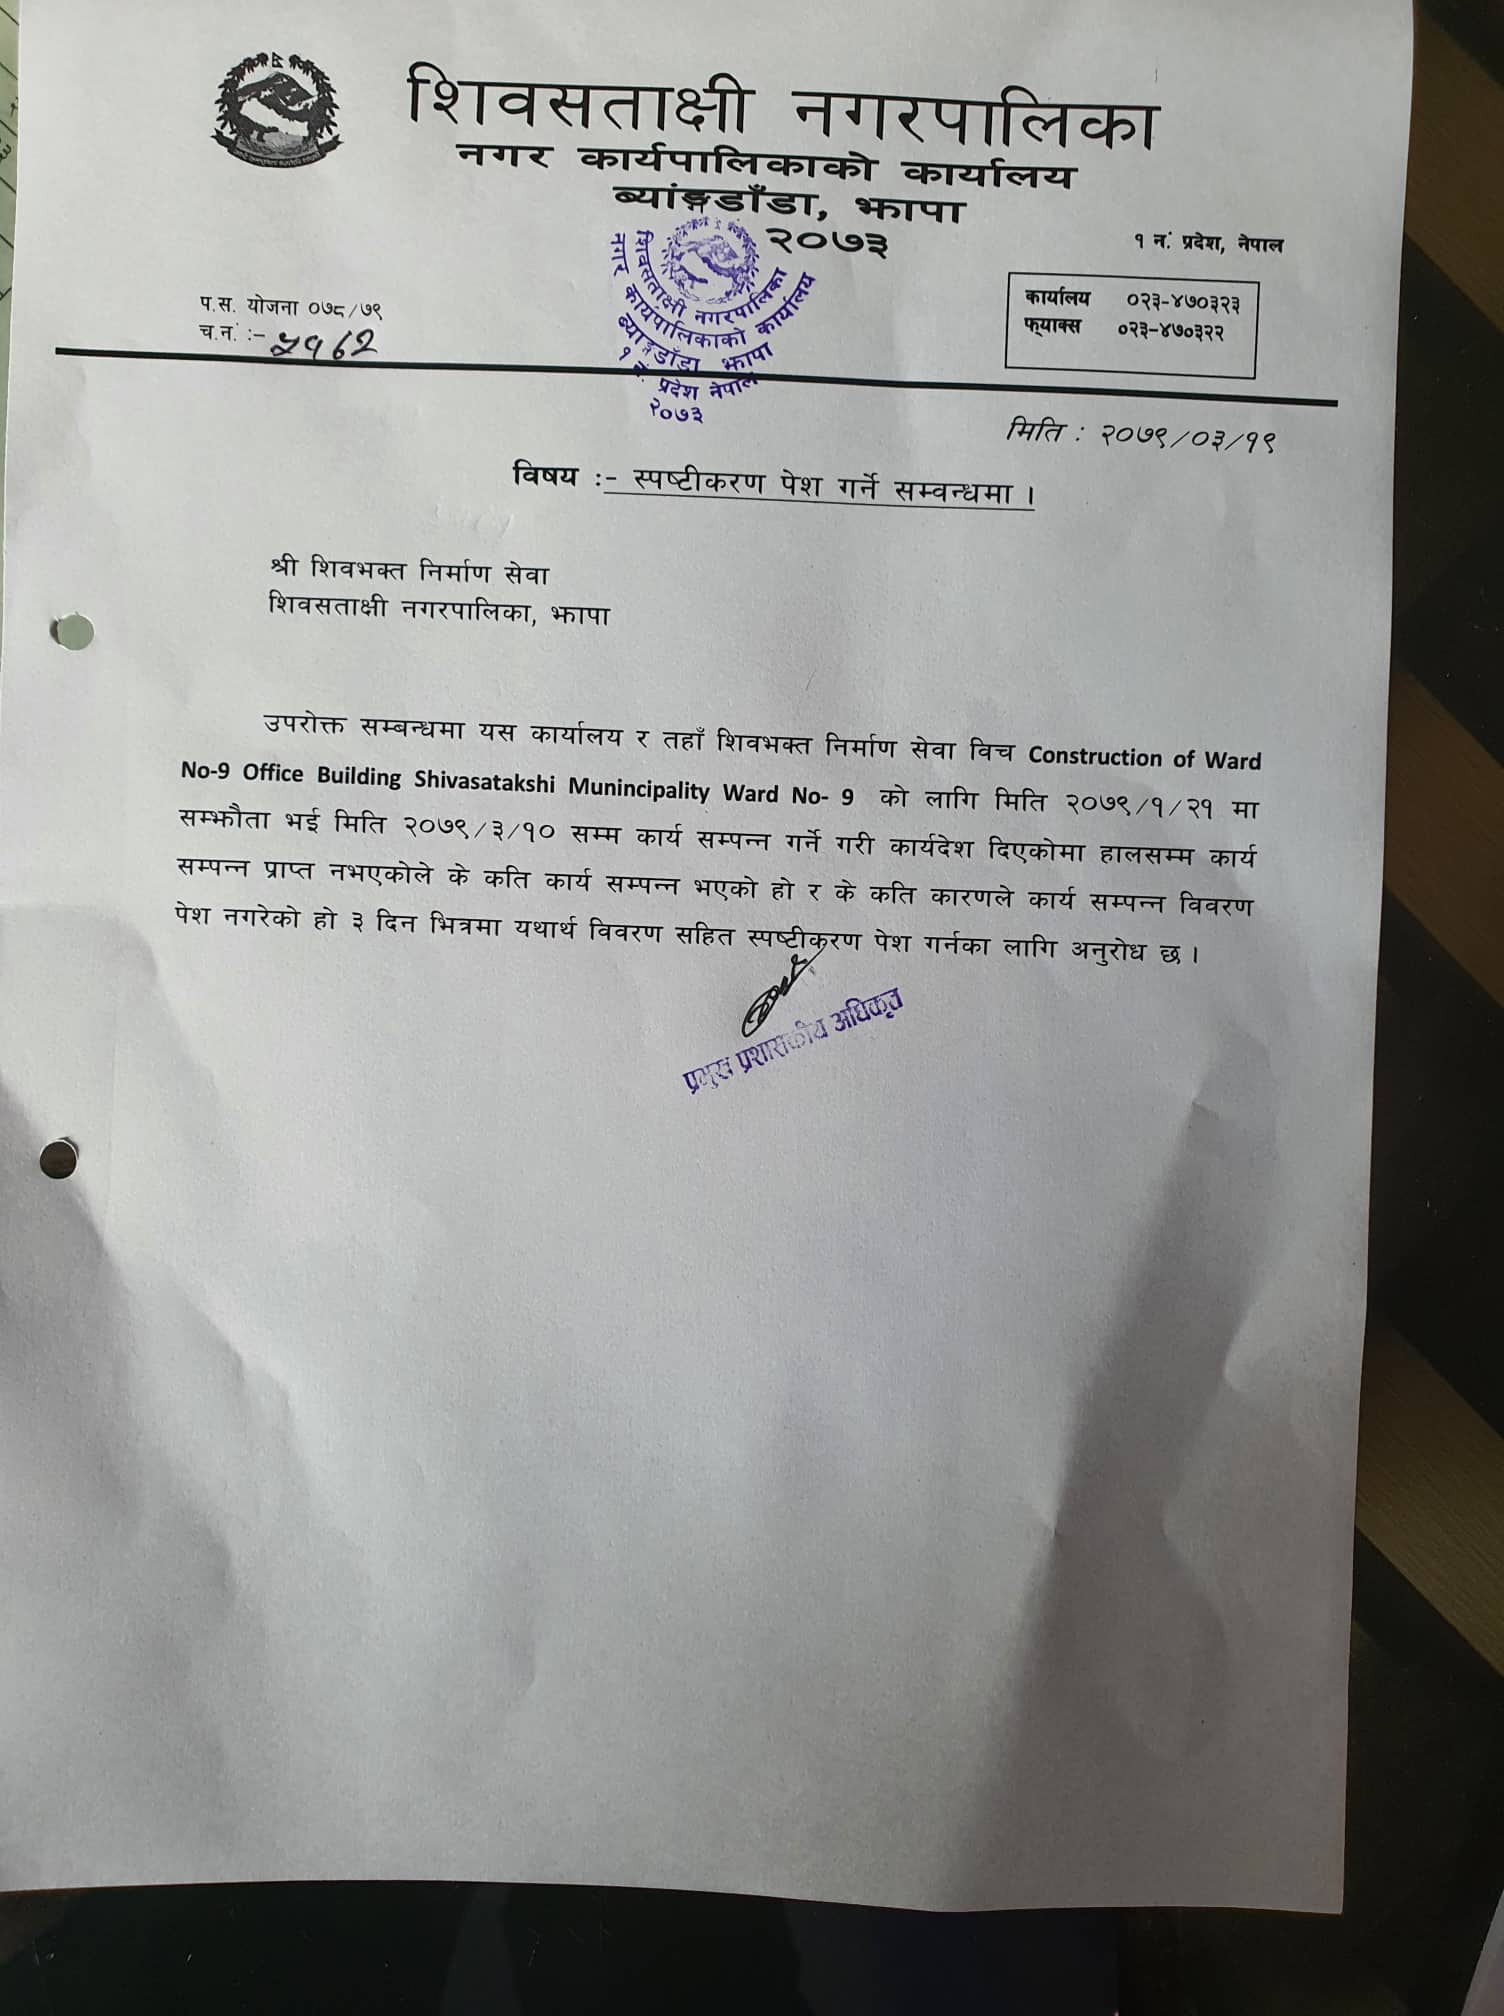 शिवसताक्षी नगरपालिका
नगर कार्यपालिकाको कार्यालय
ब्याङ्गडाँडा, झापा
२०७३
१ नं. प्रदेश, नेपाल
कार्यालय ०२३-४७०३२३
फ्याक्स ०२३-४७०३२२
प.स. योजना ०७८/७९
च.नं. :- ५१६२
शिवसताक्षी नगरपालिका
नगर कार्यपालिकाको कार्यालय
ब्याङ्गडाँडा झापा
१ नं. प्रदेश नेपाल
२०७३
मिति : २०७९/०३/१९
विषय :- स्पष्टीकरण पेश गर्ने सम्वन्धमा ।
श्री शिवभक्त निर्माण सेवा
शिवसताक्षी नगरपालिका, झापा
उपरोक्त सम्बन्धमा यस कार्यालय र तहाँ शिवभक्त निर्माण सेवा विच Construction of Ward
No-9 Office Building Shivasatakshi Munincipality Ward No- 9 को लागि मिति २०७९/१/२१ मा
सम्झौता भई मिति २०७९/३/१० सम्म कार्य सम्पन्न गर्ने गरी कार्यदेश दिएकोमा हालसम्म कार्य
सम्पन्न प्राप्त नभएकोले के कति कार्य सम्पन्न भएको हो र के कति कारणले कार्य सम्पन्न विवरण
पेश नगरेको हो ३ दिन भित्रमा यथार्थ विवरण सहित स्पष्टीकरण पेश गर्नका लागि अनुरोध छ ।
प्रमुख प्रशासकीय अधिकृत